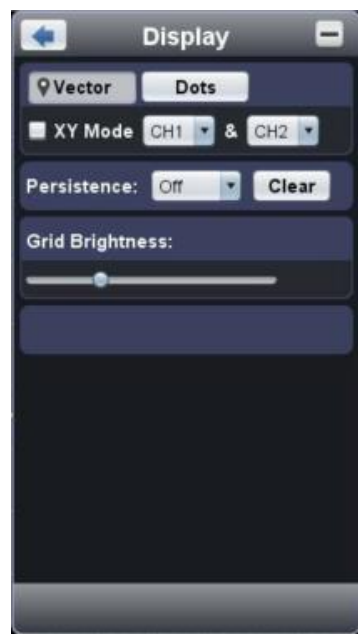 Display
Vector Dots
XY Mode CH1 & CH2
Persistence: Off Clear
Grid Brightness: